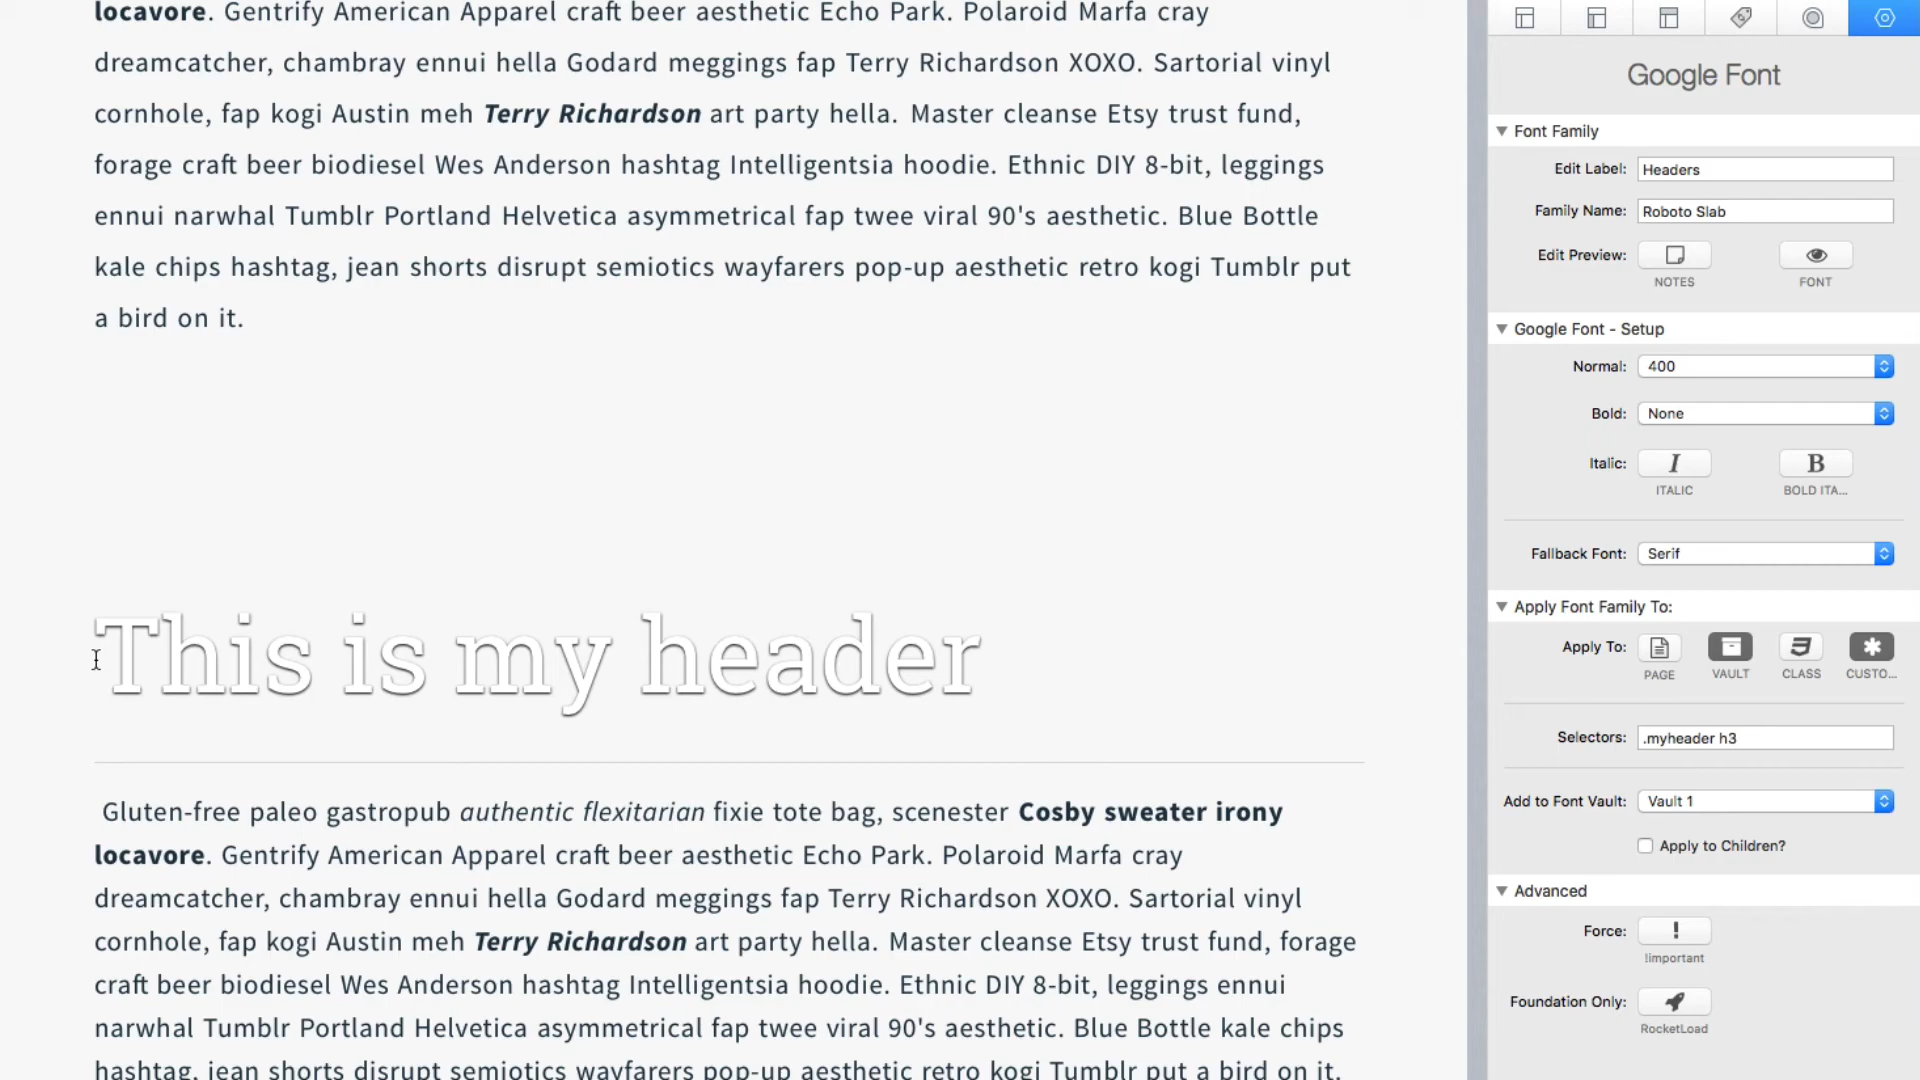 locavore. Gentrify American Apparel craft beer aesthetic Echo Park. Polaroid Marfa cray
dreamcatcher, chambray ennui hella Godard meggings fap Terry Richardson XOXO. Sartorial vinyl
cornhole, fap kogi Austin meh Terry Richardson art party hella. Master cleanse Etsy trust fund,
forage craft beer biodiesel Wes Anderson hashtag Intelligentsia hoodie. Ethnic DIY 8-bit, leggings
ennui narwhal Tumblr Portland Helvetica asymmetrical fap twee viral 90's aesthetic. Blue Bottle
kale chips hashtag, jean shorts disrupt semiotics wayfarers pop-up aesthetic retro kogi Tumblr put
a bird on it.
This is my header
Gluten-free paleo gastropub authentic flexitarian fixie tote bag, scenester Cosby sweater irony
locavore. Gentrify American Apparel craft beer aesthetic Echo Park. Polaroid Marfa cray
dreamcatcher, chambray ennui hella Godard meggings fap Terry Richardson XOXO. Sartorial vinyl
cornhole, fap kogi Austin meh Terry Richardson art party hella. Master cleanse Etsy trust fund, forage
craft beer biodiesel Wes Anderson hashtag Intelligentsia hoodie. Ethnic DIY 8-bit, leggings ennui
narwhal Tumblr Portland Helvetica asymmetrical fap twee viral 90's aesthetic. Blue Bottle kale chips
hashtag, jean shorts disrupt semiotics wayfarers pop-up aesthetic retro kogi Tumblr put a bird on it.
Google Font
Font Family
Edit Label: Headers
Family Name: Roboto Slab
Edit Preview:
NOTES FONT
Google Font - Setup
Normal: 400
Bold: None
Italic: I B
ITALIC BOLD ITA...
Fallback Font: Serif
Apply Font Family To:
Apply To:
PAGE VAULT CLASS CUSTO...
Selectors: .myheader h3
Add to Font Vault: Vault 1
Apply to Children?
Advanced
Force: !
!important
Foundation Only:
RocketLoad